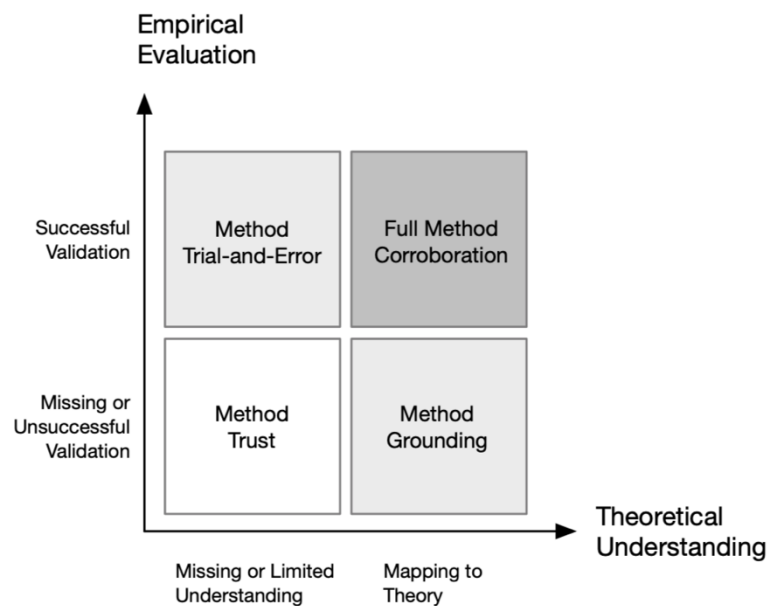 Empirical
Evaluation
Successful
Validation
Method
Trial-and-Error
Full Method
Corroboration
Missing or
Unsuccessful
Validation
Method
Trust
Method
Grounding
Theoretical
Understanding
Missing or Limited
Understanding
Mapping to
Theory